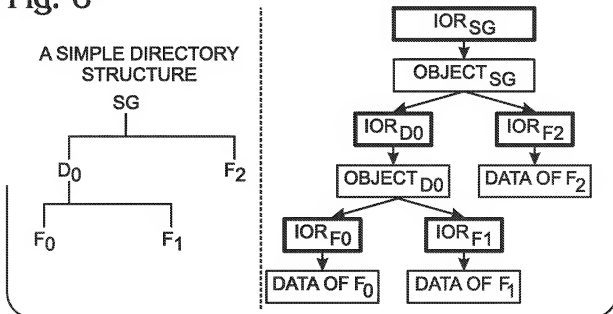 Fig. 6
A SIMPLE DIRECTORY
STRUCTURE
SG
D0
F2
F0
F1
IORSG
OBJECTSG
IORD0
IORF2
OBJECTD0
DATA OF F2
IORF0
IORF1
DATA OF F0
DATA OF F1